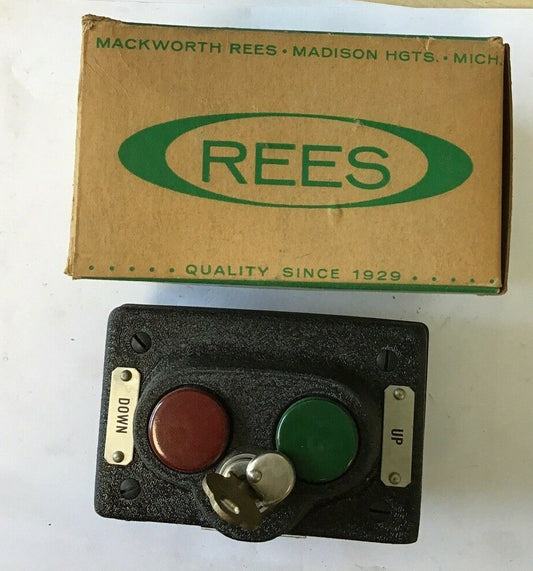 MACKWORTH REES • MADISON HGTS. • MICH.
REES
• • • • • QUALITY SINCE 1929 • • • • •
DOWN
UP